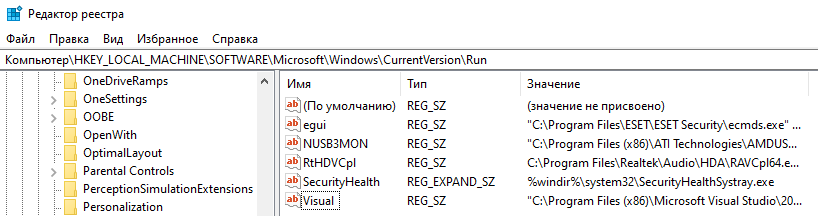 Редактор реестра
Файл Правка Вид Избранное Справка
Компьютер\HKEY_LOCAL_MACHINE\SOFTWARE\Microsoft\Windows\CurrentVersion\Run
OneDriveRamps
OneSettings
OOBE
OpenWith
OptimalLayout
Parental Controls
PerceptionSimulationExtensions
Personalization
Имя Тип Значение
(По умолчанию) REG_SZ (значение не присвоено)
egui REG_SZ "C:\Program Files\ESET\ESET Security\ecmds.exe" ...
NUSB3MON REG_SZ "C:\Program Files (x86)\ATI Technologies\AMDUS...
RtHDVCpl REG_SZ "C:\Program Files\Realtek\Audio\HDA\RAVCpl64.e...
SecurityHealth REG_EXPAND_SZ %windir%\system32\SecurityHealthSystray.exe
Visual REG_SZ "C:\Program Files (x86)\Microsoft Visual Studio\20...